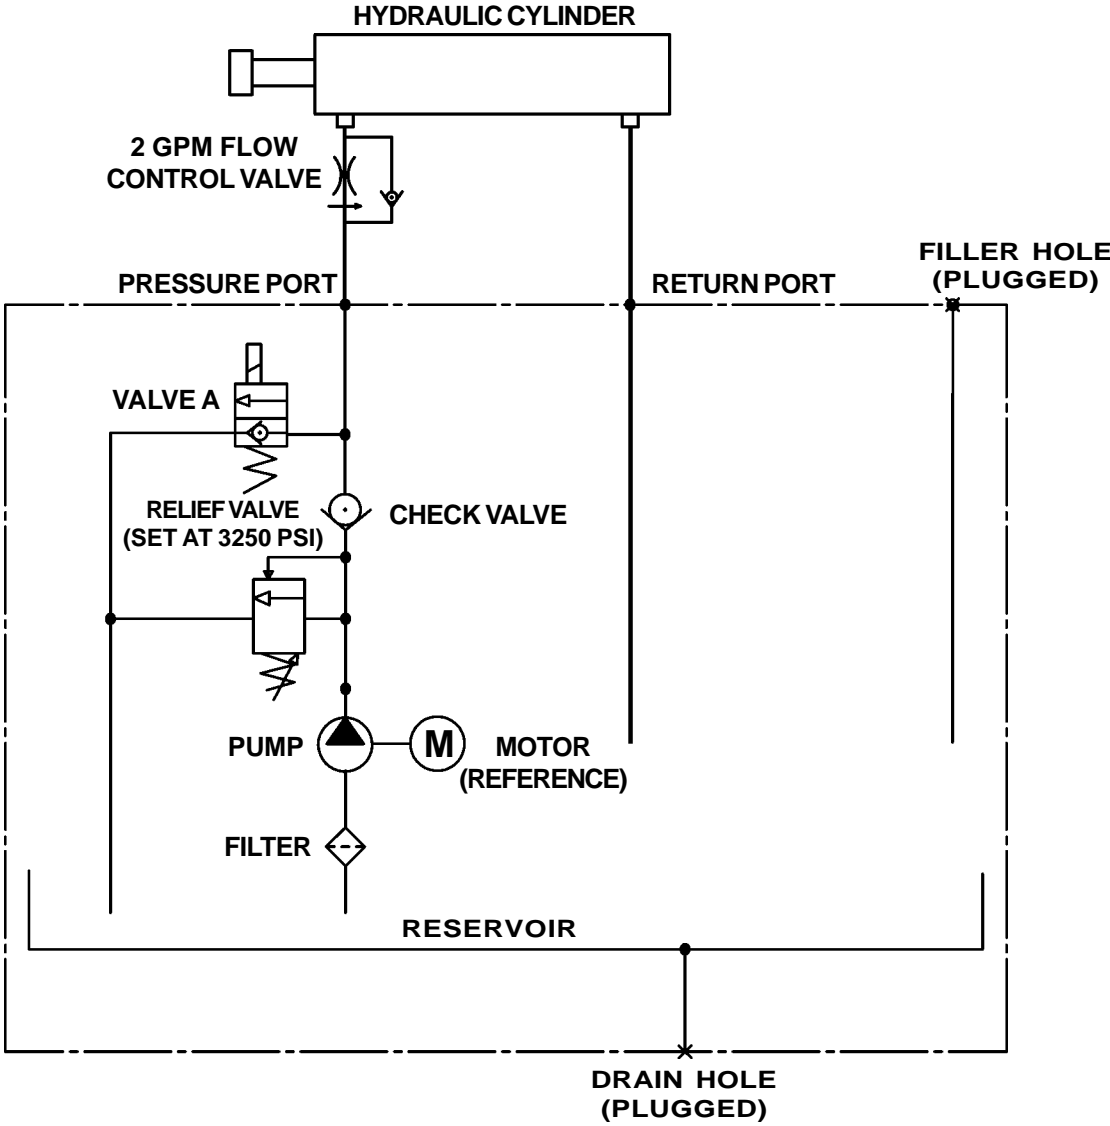 HYDRAULIC CYLINDER
2 GPM FLOW
CONTROL VALVE
FILLER HOLE
(PLUGGED)
PRESSURE PORT
RETURN PORT
VALVE A
RELIEF VALVE
(SET AT 3250 PSI)
CHECK VALVE
PUMP
M
MOTOR
(REFERENCE)
FILTER
RESERVOIR
DRAIN HOLE
(PLUGGED)